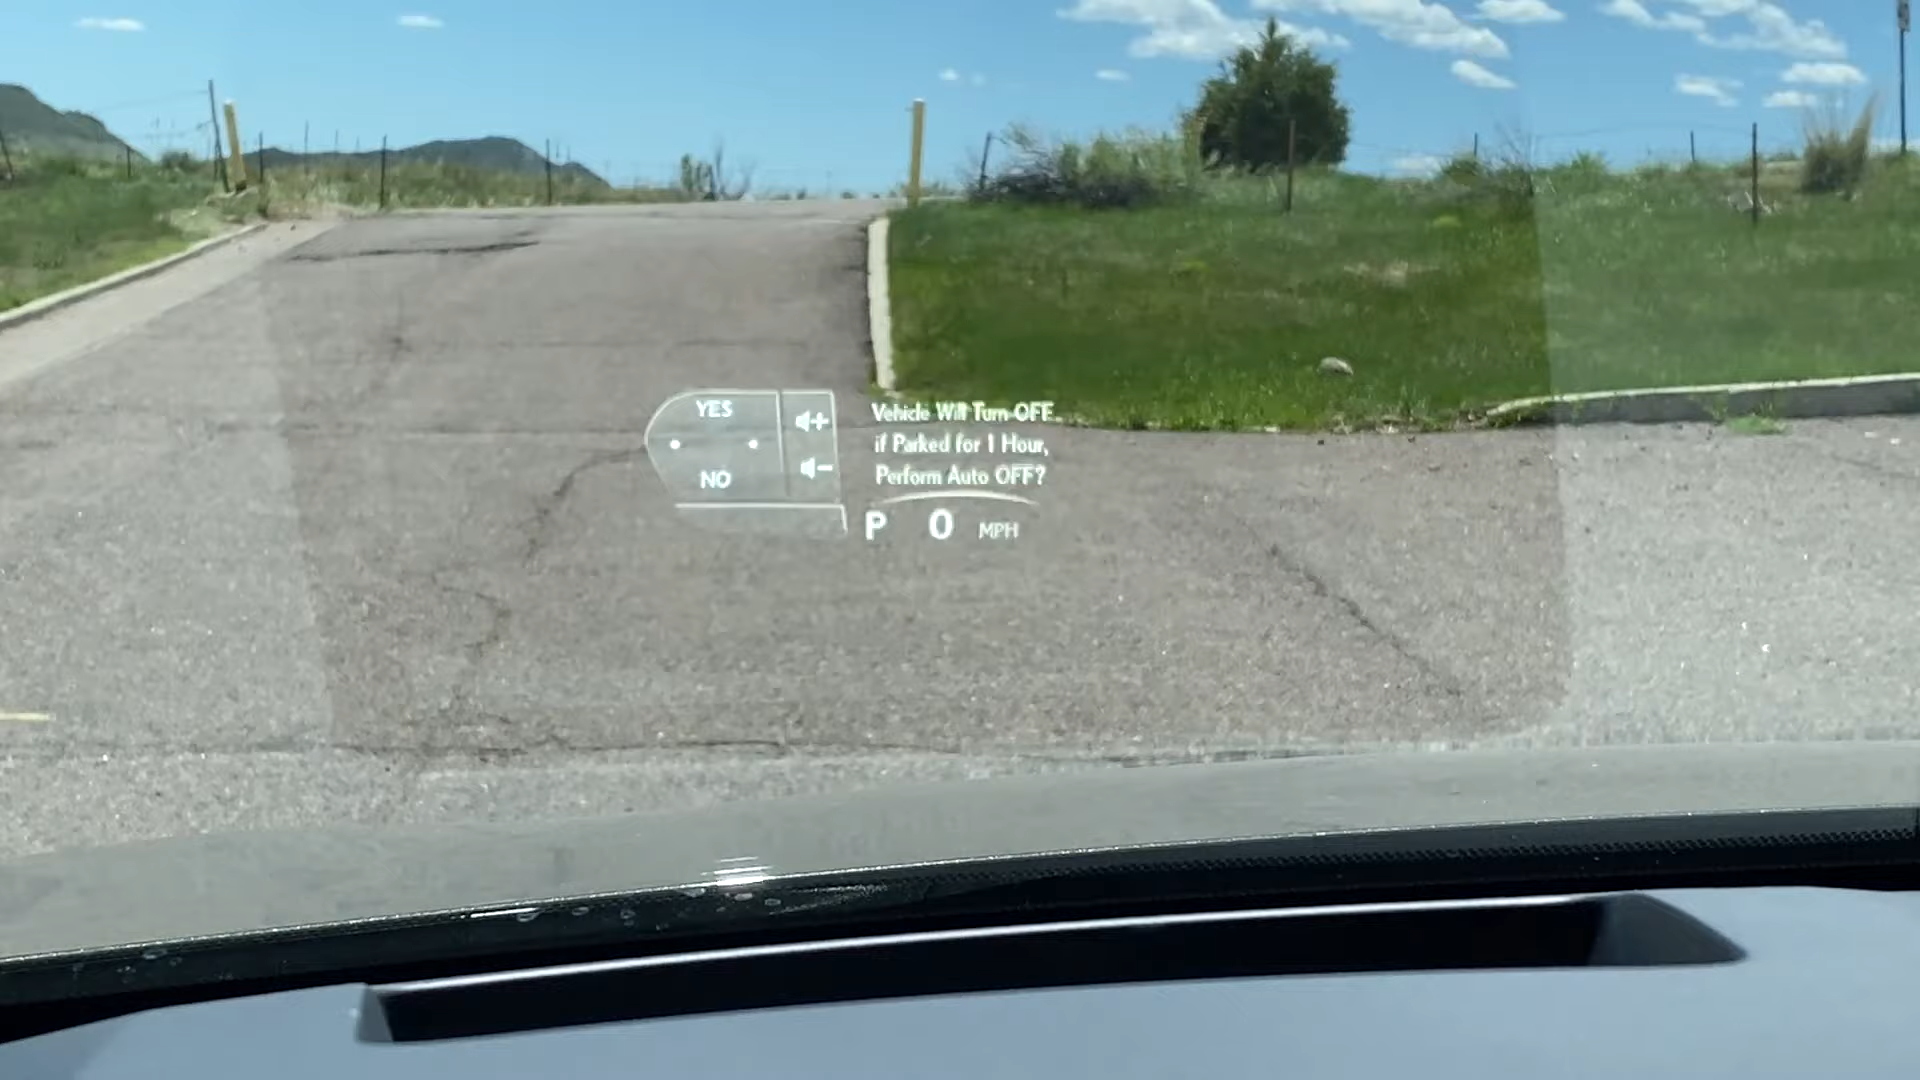 YES
NO
+
-
Vehicle Will Turn OFF
if Parked for 1 Hour,
Perform Auto OFF?
P 0 MPH